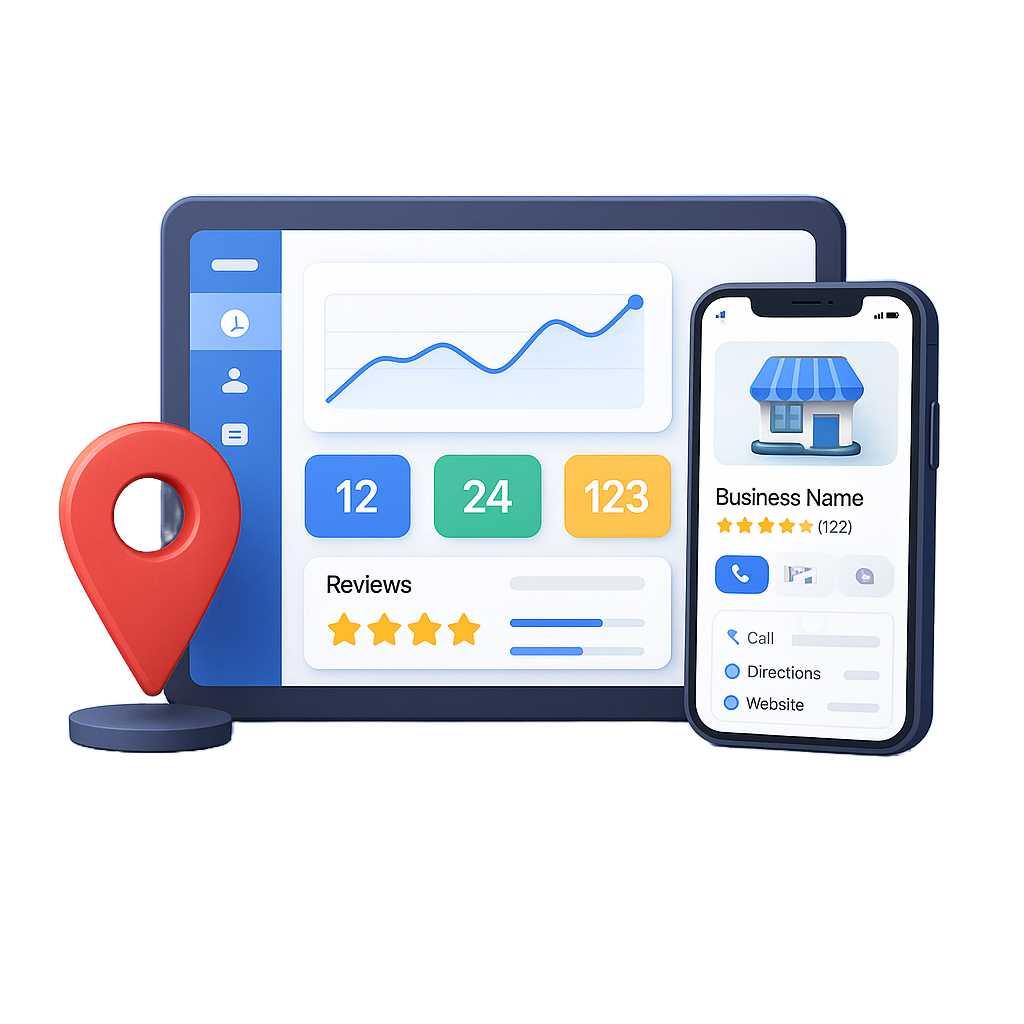 12
24
123
Reviews
Business Name
(122)
Call
Directions
Website